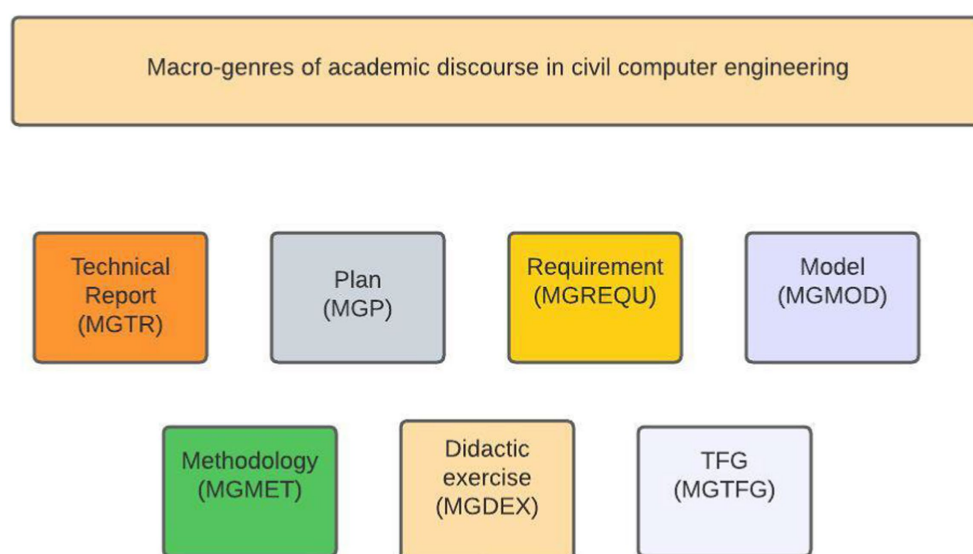 Macro-genres of academic discourse in civil computer engineering
Technical
Report
(MGTR)
Plan
(MGP)
Requirement
(MGREQU)
Model
(MGMOD)
Methodology
(MGMET)
Didactic
exercise
(MGDEX)
TFG
(MGTFG)